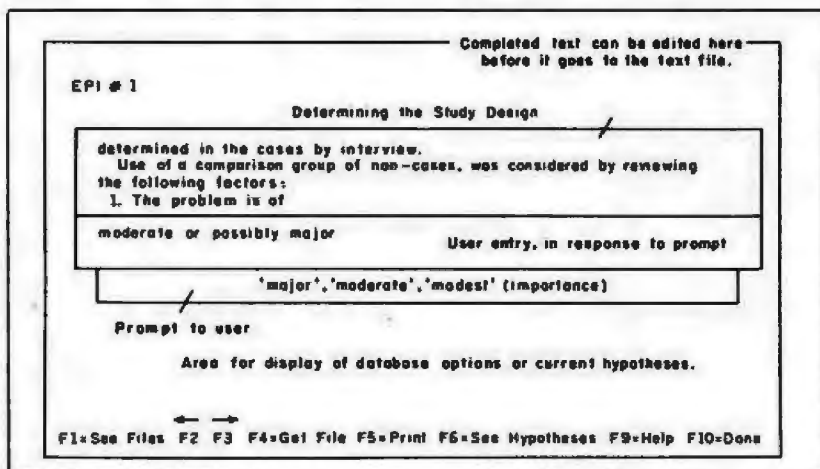 Completed text can be edited here
before it goes to the text file.
EPI # 1
Determining the Study Design
determined in the cases by interview.
Use of a comparison group of non-cases, was considered by reviewing
the following factors:
1. The problem is of
moderate or possibly major
User entry, in response to prompt
'major', 'moderate', 'modest' (importance)
Prompt to user
Area for display of database options or current hypotheses.
F1=See Files F2 F3 F4=Get File F5=Print F6=See Hypotheses F9=Help F10=Done